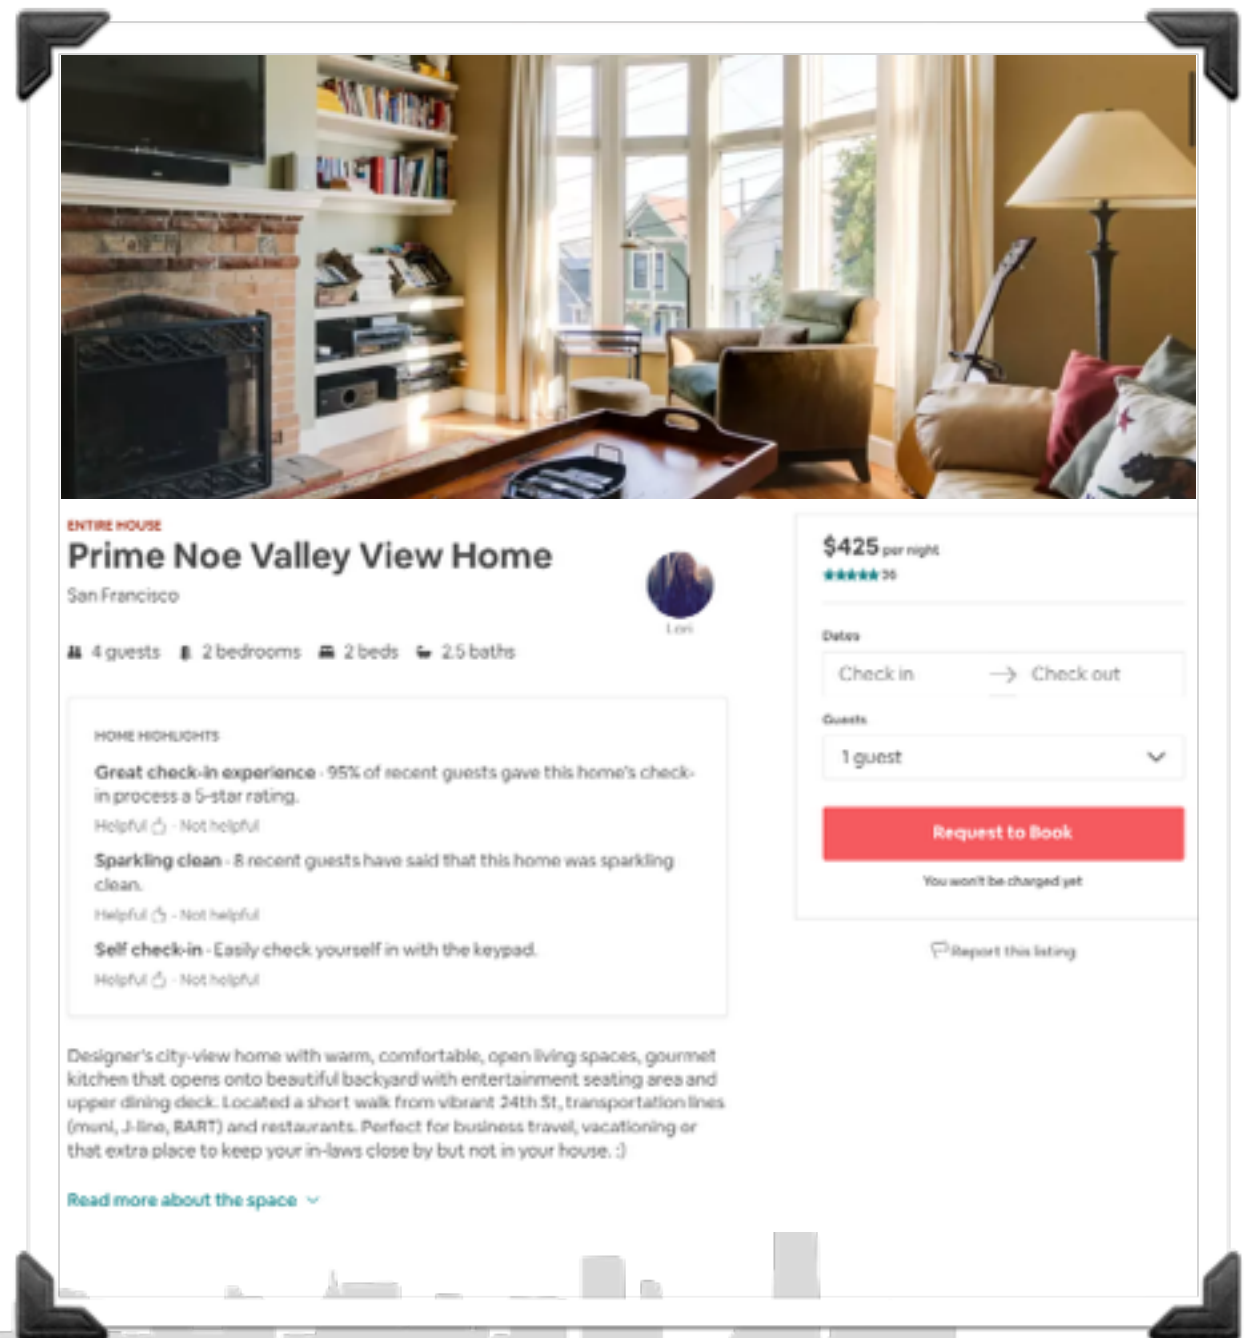 ENTIRE HOUSE
Prime Noe Valley View Home
San Francisco
Lori
4 guests 2 bedrooms 2 beds 2.5 baths
HOME HIGHLIGHTS
Great check-in experience · 95% of recent guests gave this home's check-
in process a 5-star rating.
Helpful · Not helpful
Sparkling clean · 8 recent guests have said that this home was sparkling
clean.
Helpful · Not helpful
Self check-in · Easily check yourself in with the keypad.
Helpful · Not helpful
Designer's city-view home with warm, comfortable, open living spaces, gourmet
kitchen that opens onto beautiful backyard with entertainment seating area and
upper dining deck. Located a short walk from vibrant 24th St, transportation lines
(muni, J-line, BART) and restaurants. Perfect for business travel, vacationing or
that extra place to keep your in-laws close by but not in your house. :)
Read more about the space
$425 per night
36
Dates
Check in → Check out
Guests
1 guest
Request to Book
You won't be charged yet
Report this listing